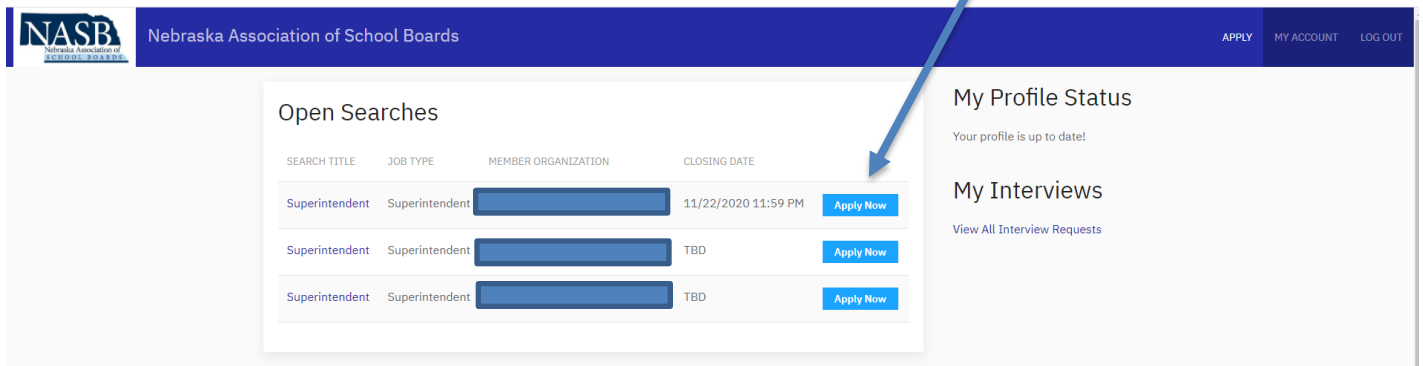 NASB
Nebraska Association of
SCHOOL BOARDS
Nebraska Association of School Boards
APPLY MY ACCOUNT LOG OUT
Open Searches
SEARCH TITLE JOB TYPE MEMBER ORGANIZATION CLOSING DATE
Superintendent Superintendent 11/22/2020 11:59 PM Apply Now
Superintendent Superintendent TBD Apply Now
Superintendent Superintendent TBD Apply Now
My Profile Status
Your profile is up to date!
My Interviews
View All Interview Requests